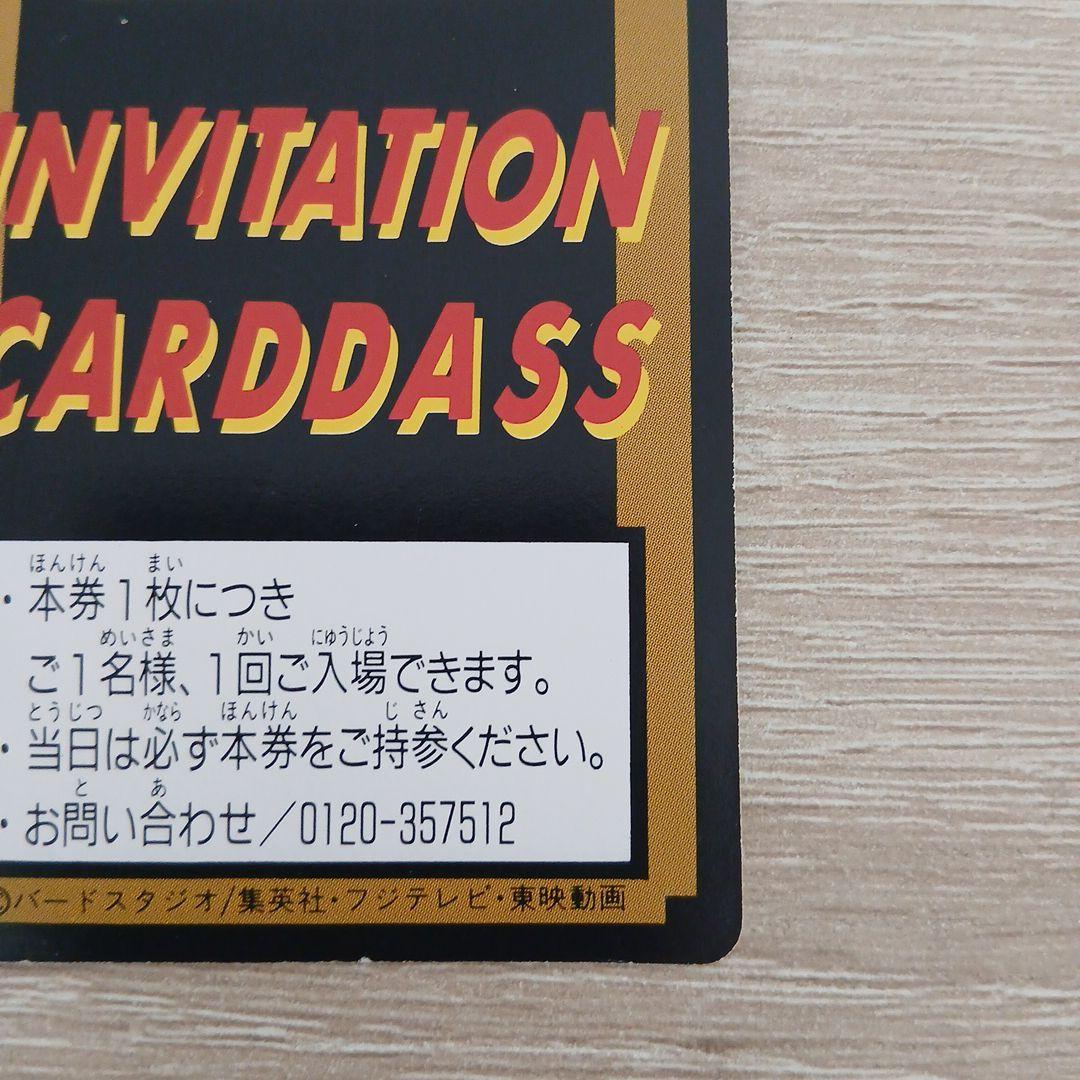 INVITATION
CARDDASS
ほんけん まい
・本券1枚につき
めいさま かい にゅうじょう
ご1名様、1回ご入場できます。
とうじつ かなら ほんけん じ さん
・当日は必ず本券をご持参ください。
と あ
・お問い合わせ/0120-357512
©バードスタジオ/集英社・フジテレビ・東映動画